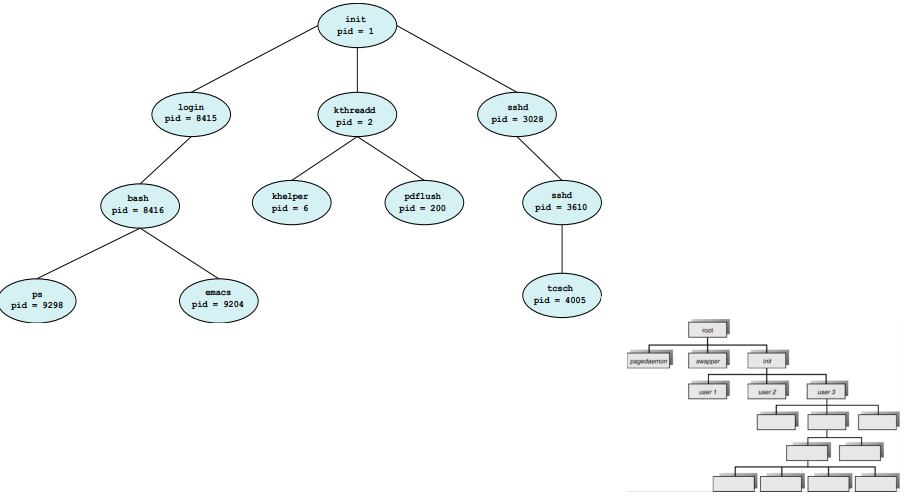 init
pid = 1
login
pid = 8415
kthreadd
pid = 2
sshd
pid = 3028
bash
pid = 8416
khelper
pid = 6
pdflush
pid = 200
sshd
pid = 3610
ps
pid = 9298
emacs
pid = 9204
tcsch
pid = 4005
root
pagedaemon
swapper
init
user 1
user 2
user 3